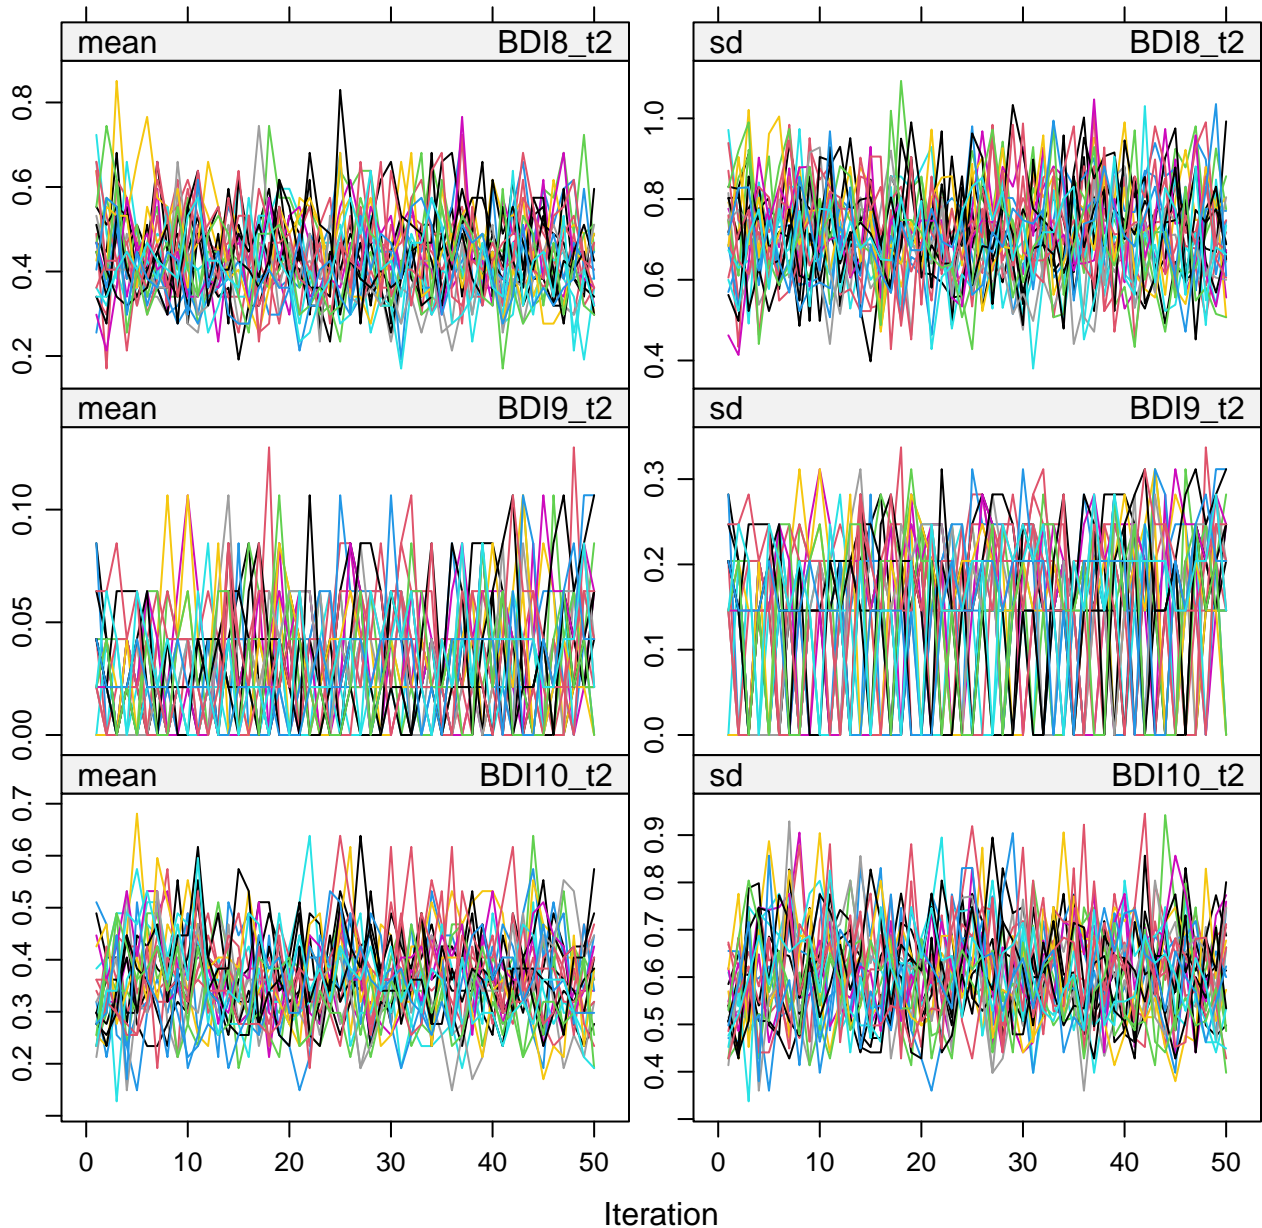 mean BDI8_t2 sd BDI8_t2
0.2 0.4 0.6 0.8
0.4 0.6 0.8 1.0
mean BDI9_t2 sd BDI9_t2
0.00 0.05 0.10
0.0 0.1 0.2 0.3
mean BDI10_t2 sd BDI10_t2
0.2 0.3 0.4 0.5 0.6 0.7
0.4 0.5 0.6 0.7 0.8 0.9
0 10 20 30 40 50 0 10 20 30 40 50
Iteration